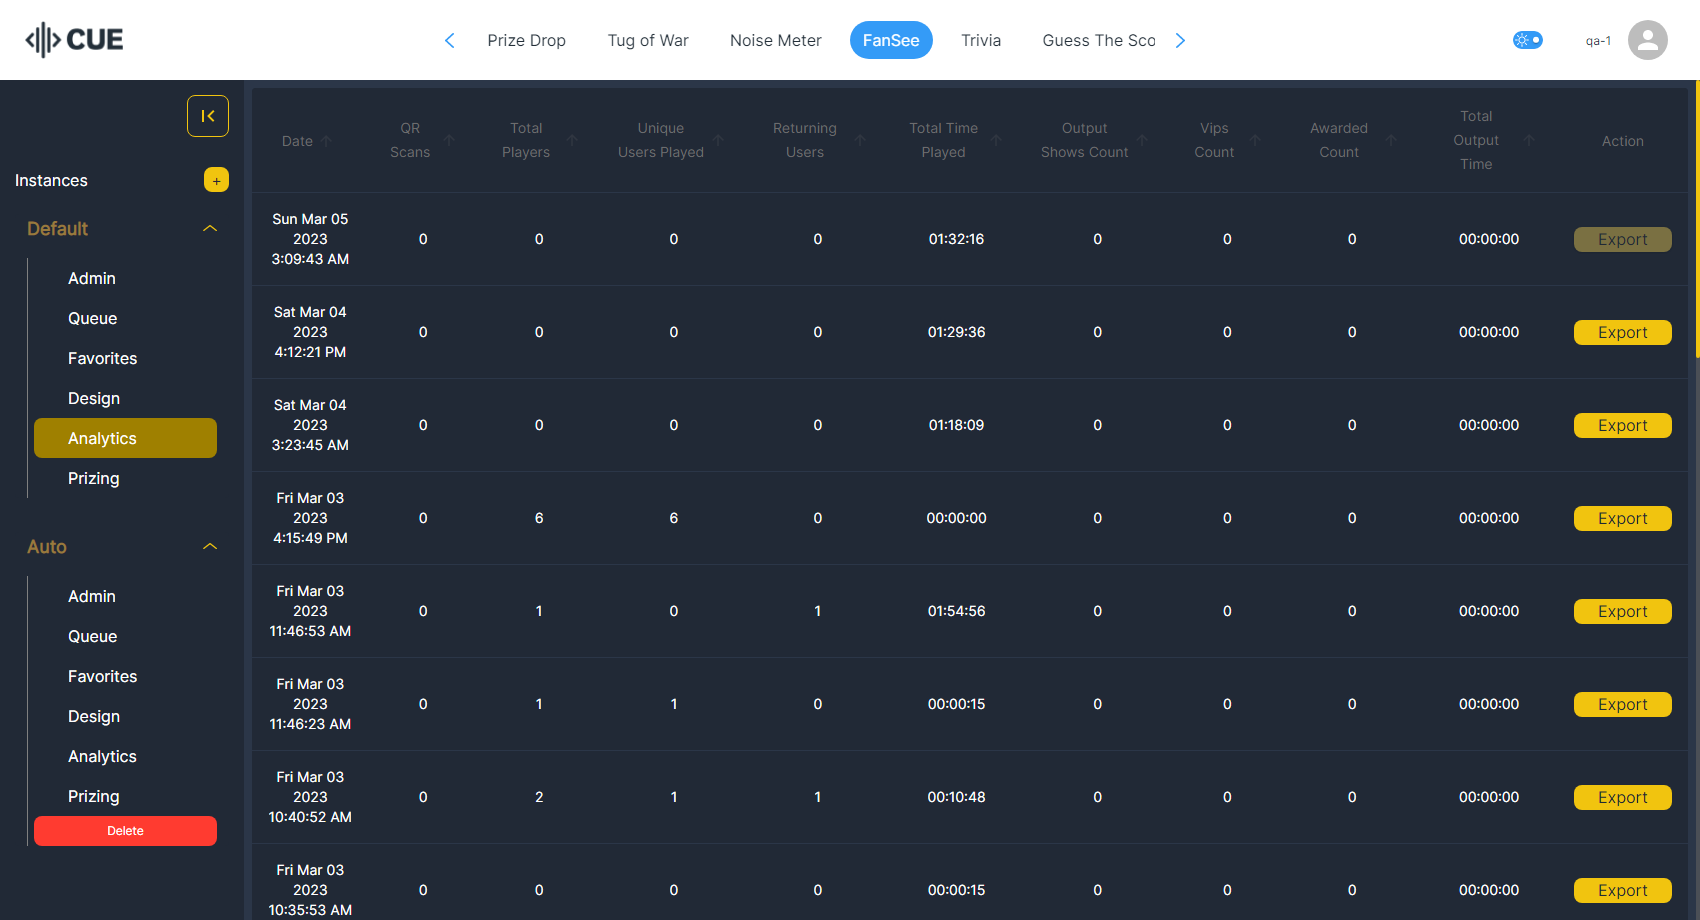 CUE
Prize Drop
Tug of War
Noise Meter
FanSee
Trivia
Guess The Sco
qa-1
Instances
+
Default
Admin
Queue
Favorites
Design
Analytics
Prizing
Auto
Admin
Queue
Favorites
Design
Analytics
Prizing
Delete
Date
QR
Scans
Total
Players
Unique
Users Played
Returning
Users
Total Time
Played
Output
Shows Count
Vips
Count
Awarded
Count
Total
Output
Time
Action
Sun Mar 05
2023
3:09:43 AM
0 0 0 0 01:32:16 0 0 0 00:00:00 Export
Sat Mar 04
2023
4:12:21 PM
0 0 0 0 01:29:36 0 0 0 00:00:00 Export
Sat Mar 04
2023
3:23:45 AM
0 0 0 0 01:18:09 0 0 0 00:00:00 Export
Fri Mar 03
2023
4:15:49 PM
0 6 6 0 00:00:00 0 0 0 00:00:00 Export
Fri Mar 03
2023
11:46:53 AM
0 1 0 1 01:54:56 0 0 0 00:00:00 Export
Fri Mar 03
2023
11:46:23 AM
0 1 1 0 00:00:15 0 0 0 00:00:00 Export
Fri Mar 03
2023
10:40:52 AM
0 2 1 1 00:10:48 0 0 0 00:00:00 Export
Fri Mar 03
2023
10:35:53 AM
0 0 0 0 00:00:15 0 0 0 00:00:00 Export